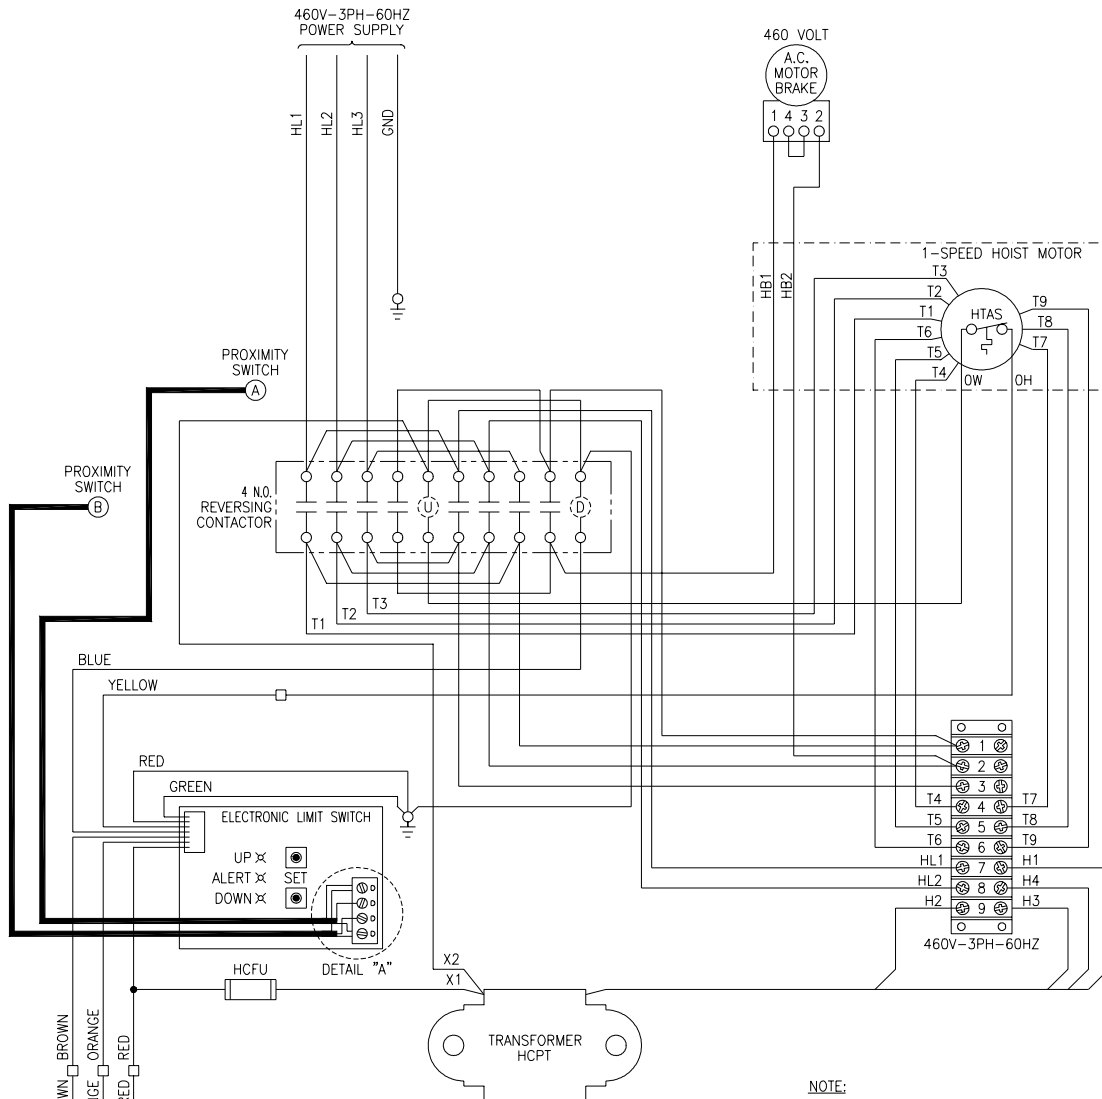 460V-3PH-60HZ
POWER SUPPLY
HL1
HL2
HL3
GND
460 VOLT
A.C.
MOTOR
BRAKE
1 4 3 2
HB1
HB2
1-SPEED HOIST MOTOR
T3
T2
T1
T6
T5
T4
HTAS
T9
T8
T7
OW
OH
PROXIMITY
SWITCH
A
PROXIMITY
SWITCH
B
4 N.O.
REVERSING
CONTACTOR
U
D
T1
T2
T3
BLUE
YELLOW
RED
GREEN
ELECTRONIC LIMIT SWITCH
UP
ALERT
SET
DOWN
DETAIL "A"
1
2
3
T4 4 T7
T5 5 T8
T6 6 T9
HL1 7 H1
HL2 8 H4
H2 9 H3
460V-3PH-60HZ
HCFU
X2
X1
TRANSFORMER
HCPT
BROWN
ORANGE
RED
WN
NGE
RED
NOTE: